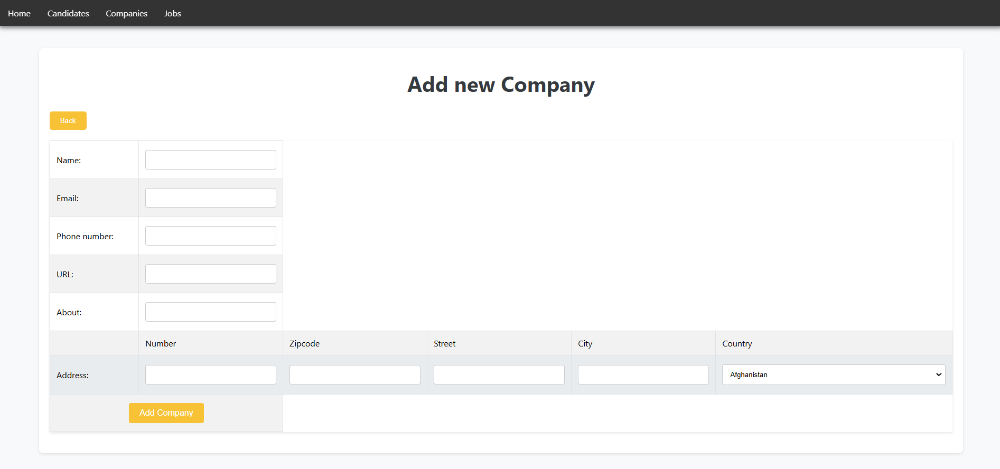 Home Candidates Companies Jobs
Add new Company
Back
Name:
Email:
Phone number:
URL:
About:
Number Zipcode Street City Country
Address: Afghanistan
Add Company